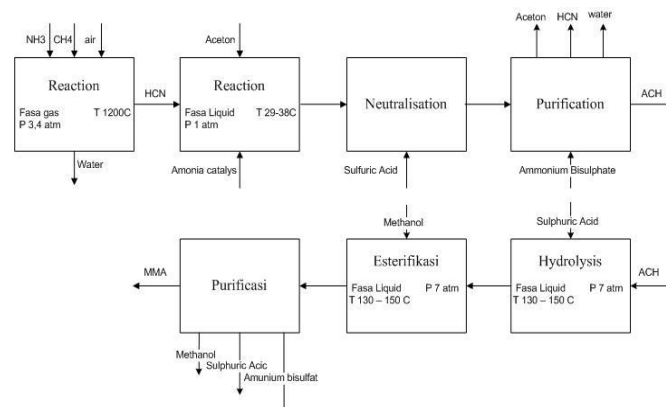 Aceton HCN water
NH3 CH4 air
Aceton
Reaction
Fasa gas T 1200C
P 3,4 atm
HCN
Reaction
Fasa Liquid T 29-38C
P 1 atm
Neutralisation
Purification
ACH
Water
Amonia catalys
Sulfuric Acid
Ammonium Bisulphate
Methanol
Sulphuric Acid
MMA
Purificasi
Esterifikasi
Fasa Liquid P 7 atm
T 130 – 150 C
Hydrolysis
Fasa Liquid P 7 atm
T 130 – 150 C
ACH
Methanol
Sulphuric Acic
Amunium bisulfat